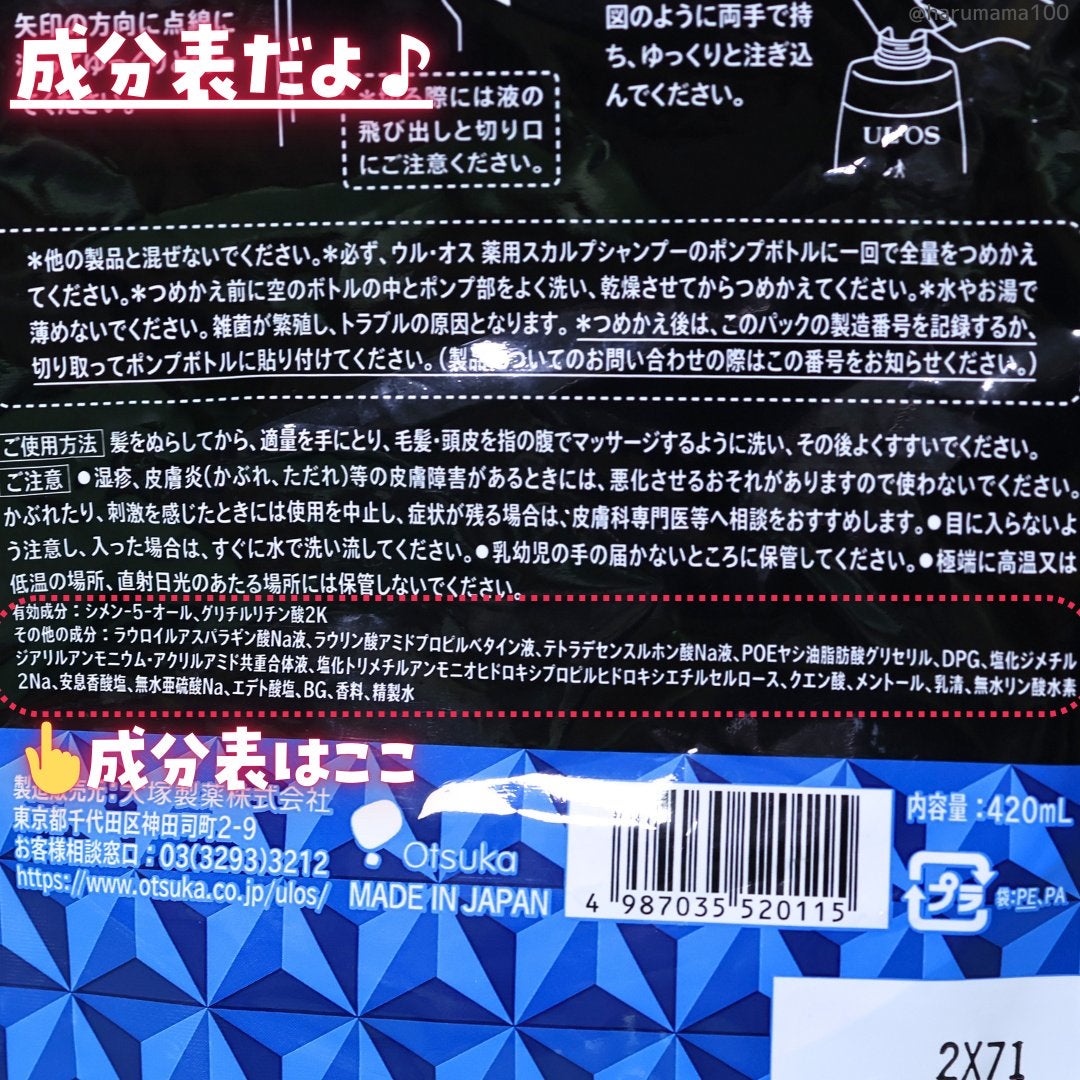 @harumama100
矢印の方向に点線に
成分表だよ♪
図のように両手で持
ち、ゆっくりと注ぎ込
んでください。
際には液の
飛び出しと切り口
にご注意ください。
UL·OS
＊他の製品と混ぜないでください。＊必ず、ウル・オス 薬用スカルプシャンプーのポンプボトルに一回で全量をつめかえ
てください。＊つめかえ前に空のボトルの中とポンプ部をよく洗い、乾燥させてからつめかえてください。＊水やお湯で
薄めないでください。雑菌が繁殖し、トラブルの原因となります。＊つめかえ後は、このパックの製造番号を記録するか、
切り取ってポンプボトルに貼り付けてください。（製品についてのお問い合わせの際はこの番号をお知らせください。）
ご使用方法 髪をぬらしてから、適量を手にとり、毛髪・頭皮を指の腹でマッサージするように洗い、その後よくすすいでください。
ご注意 ●湿疹、皮膚炎(かぶれ、ただれ)等の皮膚障害があるときには、悪化させるおそれがありますので使わないでください。
かぶれたり、刺激を感じたときには使用を中止し、症状が残る場合は、皮膚科専門医等へ相談をおすすめします。●目に入らないよ
う注意し、入った場合は、すぐに水で洗い流してください。●乳幼児の手の届かないところに保管してください。●極端に高温又は
低温の場所、直射日光のあたる場所には保管しないでください。
有効成分：シメン-5-オール、グリチルリチン酸2K
その他の成分：ラウロイルアスパラギン酸Na液、ラウリン酸アミドプロピルベタイン液、テトラデセンスルホン酸Na液、POEヤシ油脂肪酸グリセリル、DPG、塩化ジメチル
ジアリルアンモニウム・アクリルアミド共重合体液、塩化トリメチルアンモニオヒドロキシプロピルヒドロキシエチルセルロース、クエン酸、メントール、乳清、無水リン酸水素
2Na、安息香酸塩、無水亜硫酸Na、エデト酸塩、BG、香料、精製水
成分表はここ
製造販売元：大塚製薬株式会社
東京都千代田区神田司町2-9
お客様相談窓口：03(3293)3212
https://www.otsuka.co.jp/ulos/
Otsuka
MADE IN JAPAN
4 987035 520115
内容量：420mL
プラ
袋：PE、PA
2X71